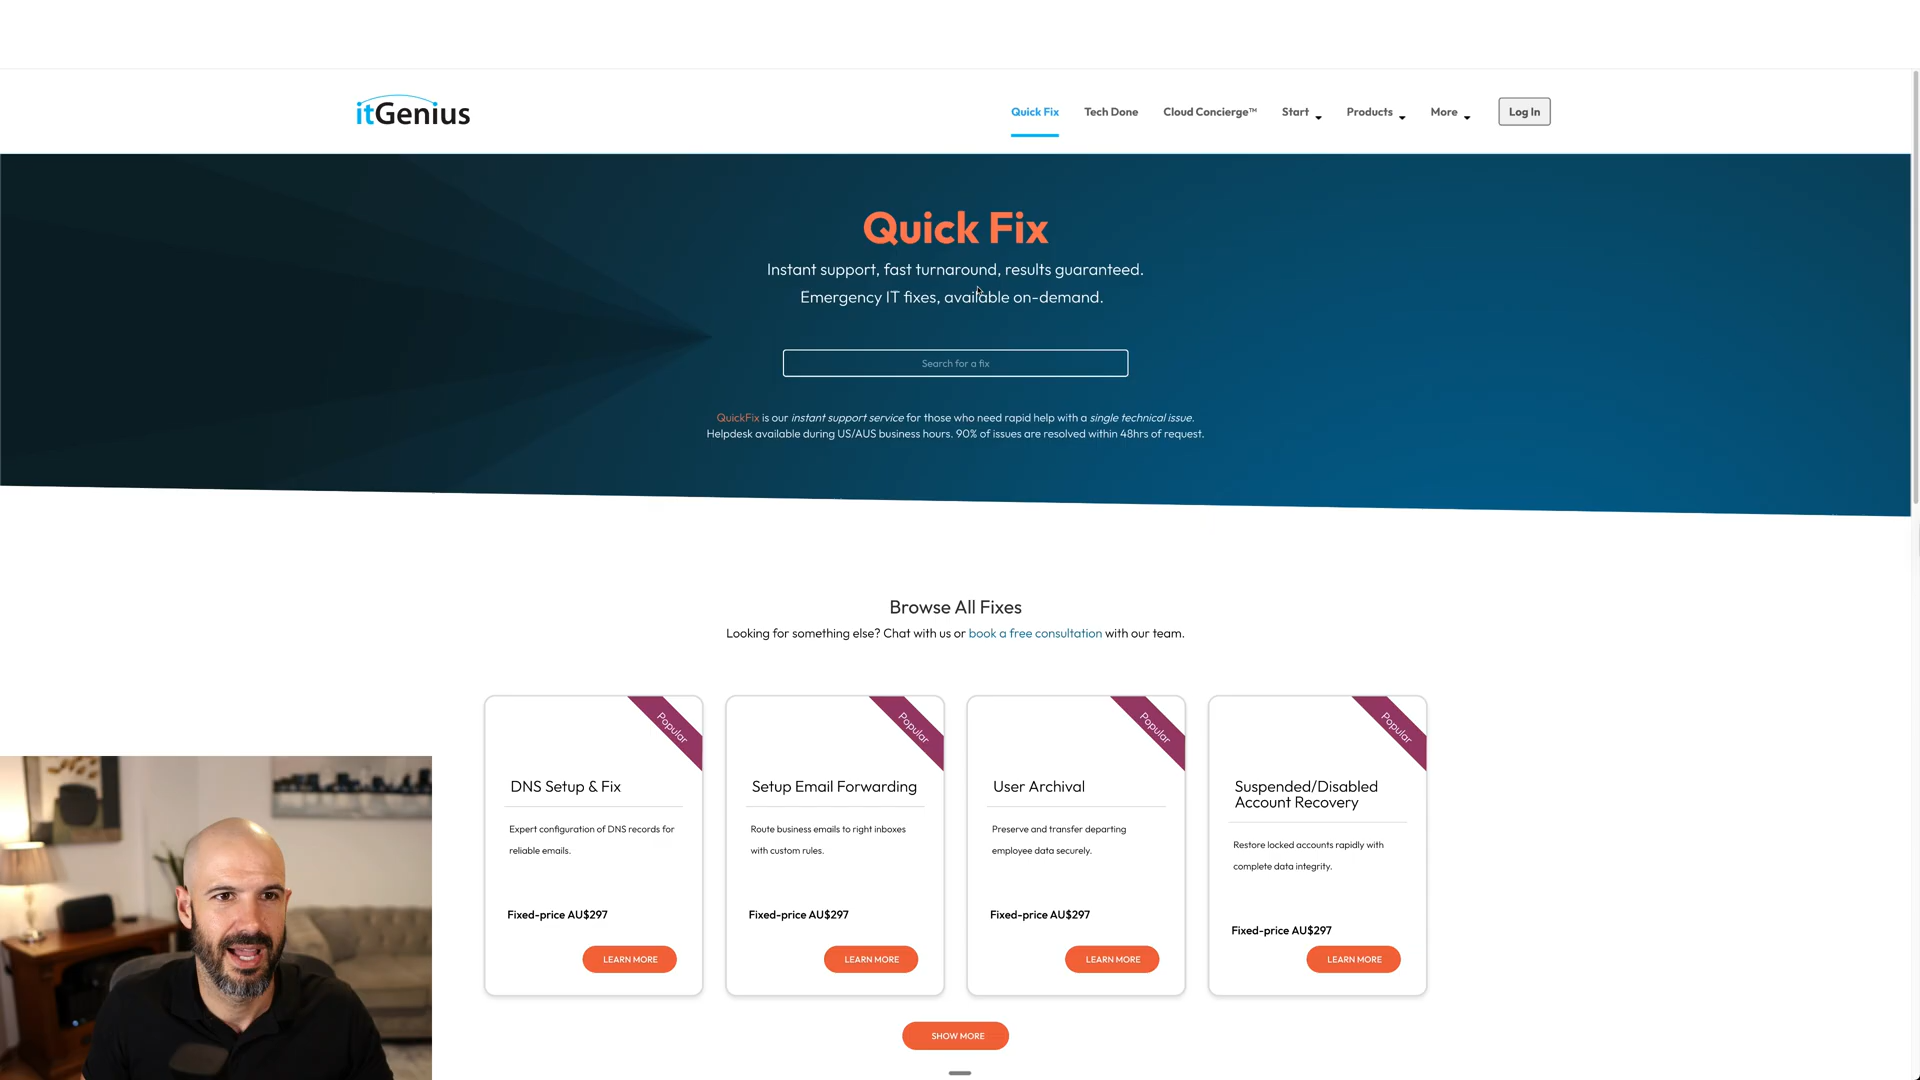 itGenius
Quick Fix
Tech Done
Cloud Concierge™
Start
Products
More
Log In
Quick Fix
Instant support, fast turnaround, results guaranteed.
Emergency IT fixes, available on-demand.
Search for a fix
QuickFix is our instant support service for those who need rapid help with a single technical issue.
Helpdesk available during US/AUS business hours. 90% of issues are resolved within 48hrs of request.
Browse All Fixes
Looking for something else? Chat with us or book a free consultation with our team.
Popular
DNS Setup & Fix
Expert configuration of DNS records for
reliable emails.
Fixed-price AU$297
LEARN MORE
Popular
Setup Email Forwarding
Route business emails to right inboxes
with custom rules.
Fixed-price AU$297
LEARN MORE
Popular
User Archival
Preserve and transfer departing
employee data securely.
Fixed-price AU$297
LEARN MORE
Popular
Suspended/Disabled
Account Recovery
Restore locked accounts rapidly with
complete data integrity.
Fixed-price AU$297
LEARN MORE
SHOW MORE